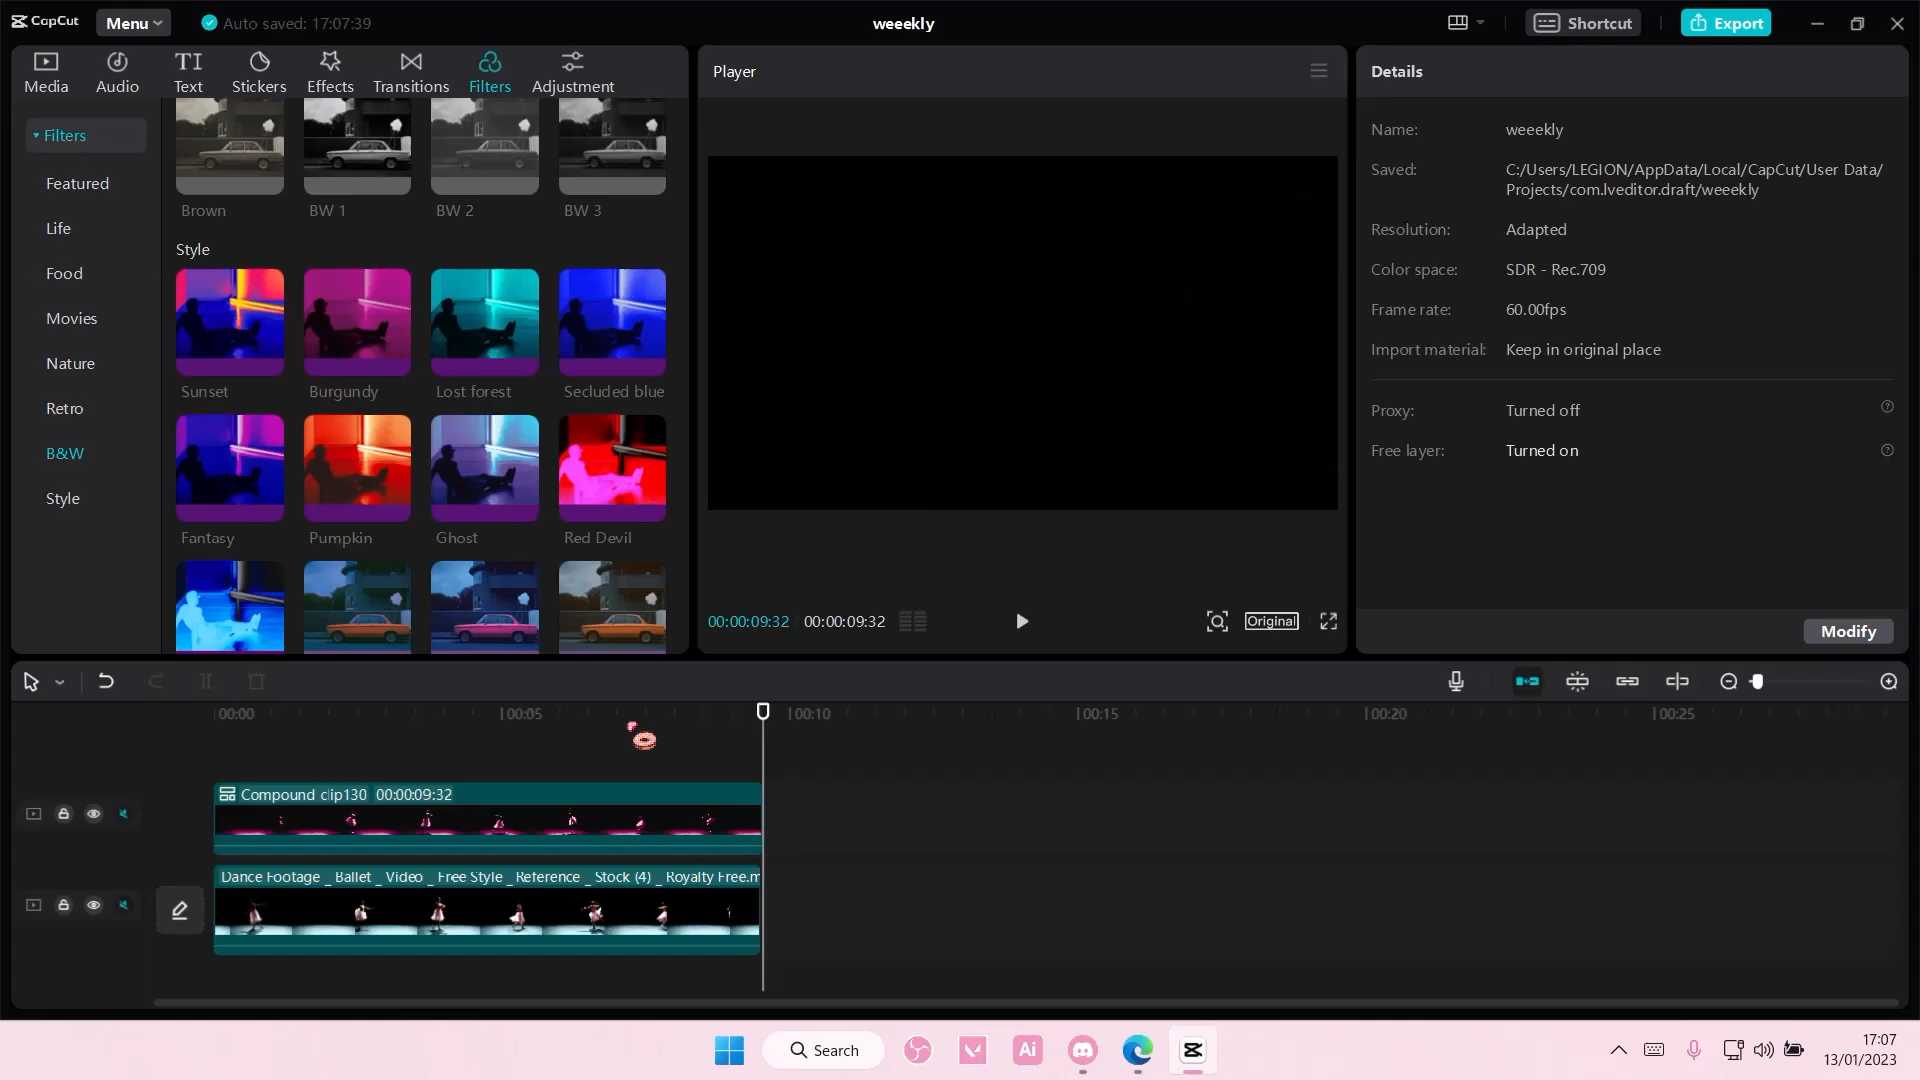 CapCut
Menu
Auto saved: 17:07:39
weeekly
Shortcut
Export
Media
Audio
Text
Stickers
Effects
Transitions
Filters
Adjustment
Player
Details
Filters
Featured
Life
Food
Movies
Nature
Retro
B&W
Style
Brown
BW 1
BW 2
BW 3
Style
Sunset
Burgundy
Lost forest
Secluded blue
Fantasy
Pumpkin
Ghost
Red Devil
00:00:09:32
00:00:09:32
Original
Name:
weeekly
Saved:
C:/Users/LEGION/AppData/Local/CapCut/User Data/
Projects/com.lveditor.draft/weeekly
Resolution:
Adapted
Color space:
SDR - Rec.709
Frame rate:
60.00fps
Import material:
Keep in original place
Proxy:
Turned off
Free layer:
Turned on
Modify
00:00
00:05
00:10
00:15
00:20
00:25
Compound clip130 00:00:09:32
Dance Footage _ Ballet _ Video _ Free Style _ Reference _ Stock (4) _ Royalty Free.m
Search
Ai
17:07
13/01/2023